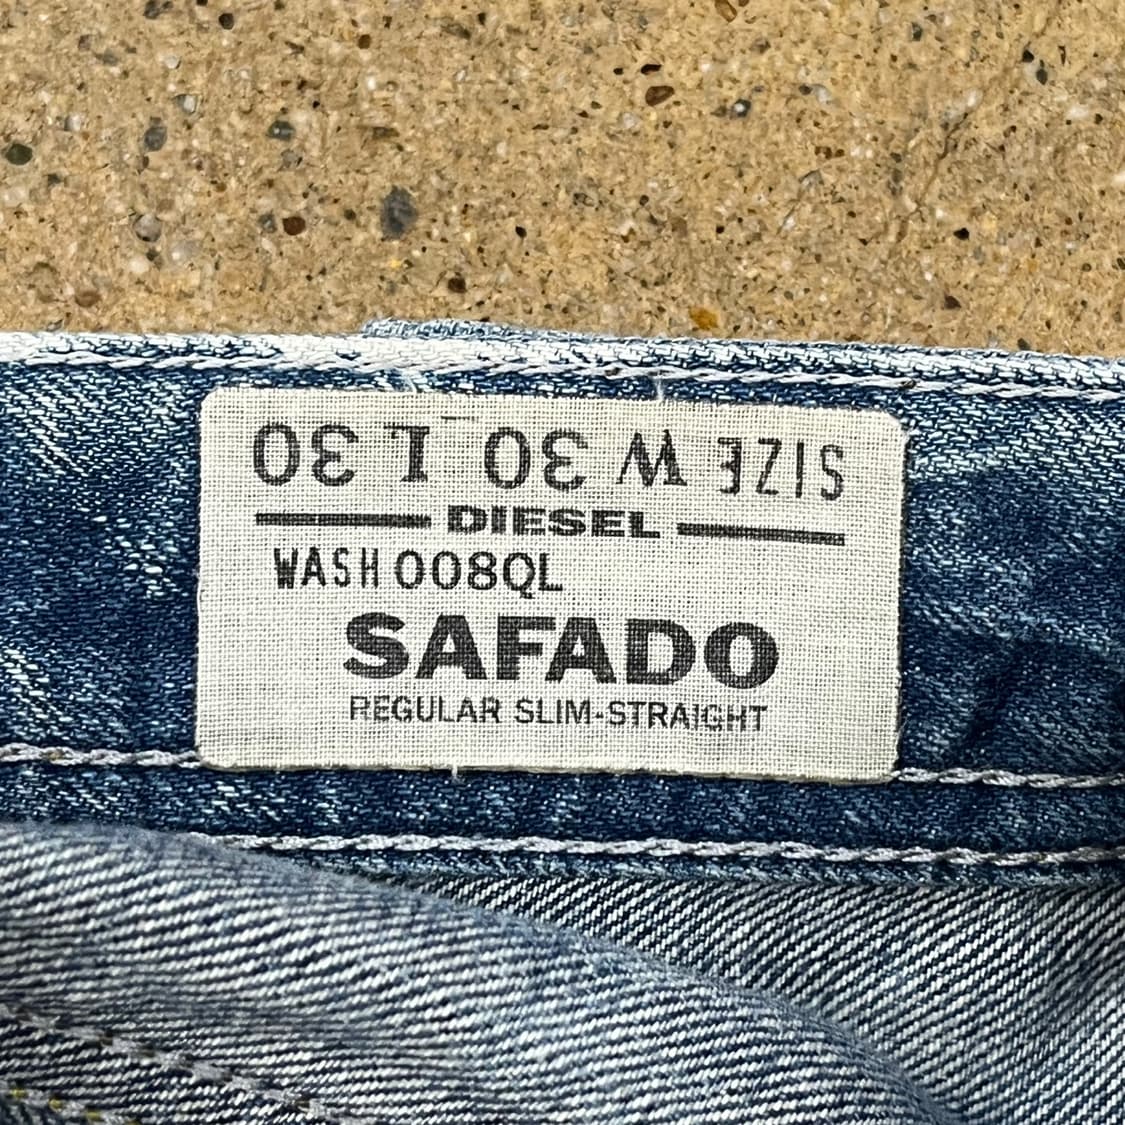 SIZE W 30 L 30
DIESEL
WASH 008QL
SAFADO
REGULAR SLIM-STRAIGHT